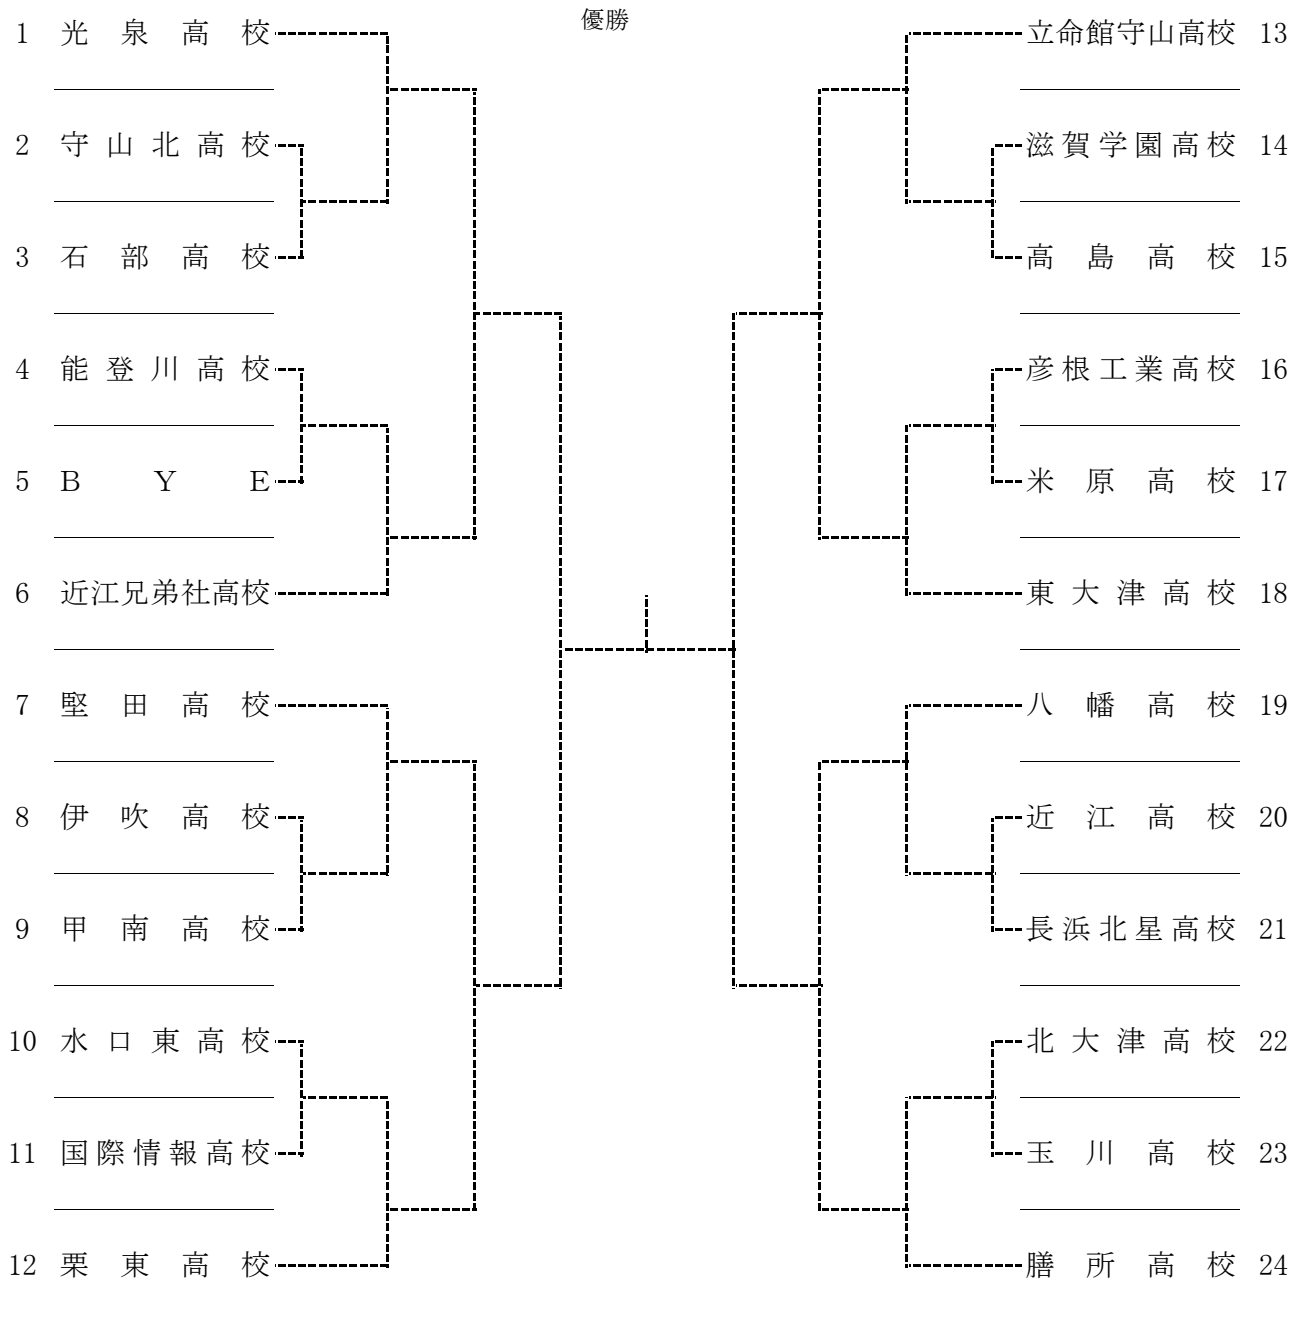 優勝
1 光泉高校
2 守山北高校
3 石部高校
4 能登川高校
5 BYE
6 近江兄弟社高校
7 堅田高校
8 伊吹高校
9 甲南高校
10 水口東高校
11 国際情報高校
12 栗東高校
立命館守山高校 13
滋賀学園高校 14
高島高校 15
彦根工業高校 16
米原高校 17
東大津高校 18
八幡高校 19
近江高校 20
長浜北星高校 21
北大津高校 22
玉川高校 23
膳所高校 24